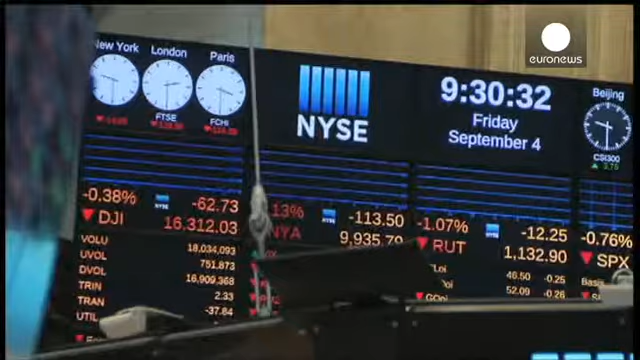 euronews
New York
London
Paris
FTSE
FCHI
NYSE
9:30:32
Friday
September 4
Beijing
CSI300
-0.38%
-62.73
DJI
16,312.03
13%
-113.50
NYA
9,935.79
-1.07%
-12.25
RUT
1,132.90
-0.76%
SPX
VOLU 18,034,093
UVOL 751,873
DVOL 16,909,368
TRIN 2.33
TRAN -37.84
UTIL
46.50 -0.25
52.09 -0.26